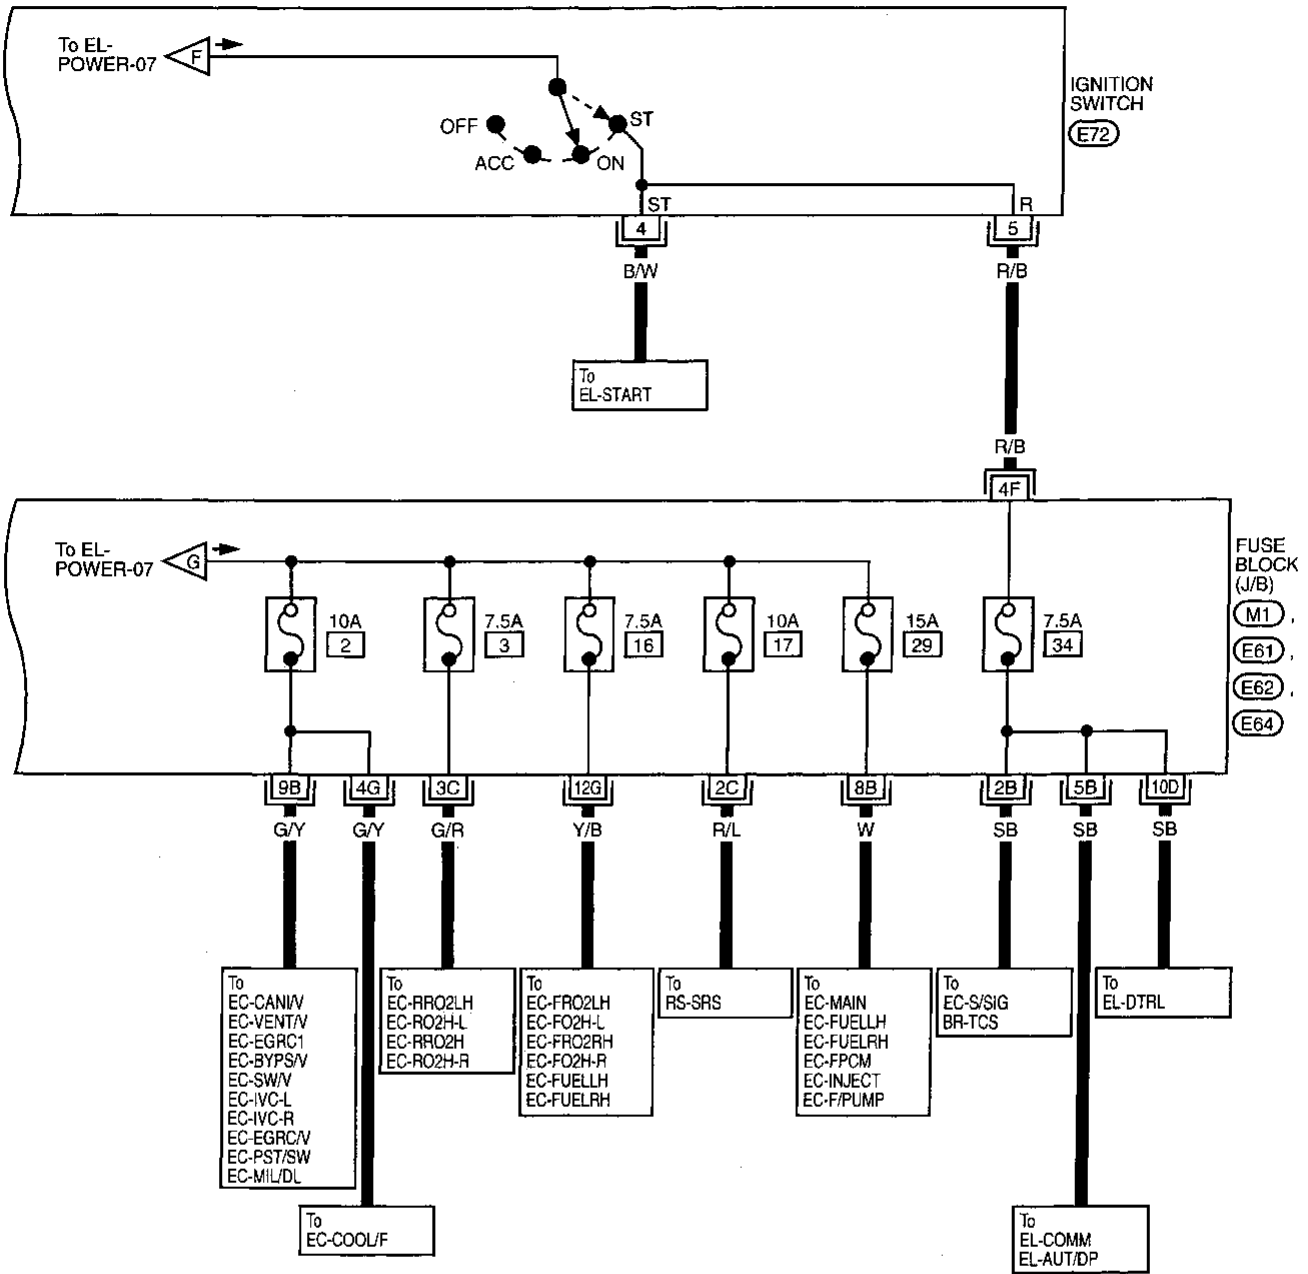 To EL-
POWER-07
F
IGNITION
SWITCH
E72
OFF
ST
ACC
ON
ST
R
4
5
B/W
R/B
To
EL-START
R/B
4F
To EL-
POWER-07
G
FUSE
BLOCK
(J/B)
M1 ,
E61 ,
E62 ,
E64
10A
2
7.5A
3
7.5A
16
10A
17
15A
29
7.5A
34
9B
4G
3C
12G
2C
8B
2B
5B
10D
G/Y
G/Y
G/R
Y/B
R/L
W
SB
SB
SB
To
EC-CANI/V
EC-VENT/V
EC-EGRC1
EC-BYPS/V
EC-SW/V
EC-IVC-L
EC-IVC-R
EC-EGRC/V
EC-PST/SW
EC-MIL/DL
To
EC-RRO2LH
EC-RO2H-L
EC-RRO2H
EC-RO2H-R
To
EC-FRO2LH
EC-FO2H-L
EC-FRO2RH
EC-FO2H-R
EC-FUELLH
EC-FUELRH
To
RS-SRS
To
EC-MAIN
EC-FUELLH
EC-FUELRH
EC-FPCM
EC-INJECT
EC-F/PUMP
To
EC-S/SIG
BR-TCS
To
EL-DTRL
To
EC-COOL/F
To
EL-COMM
EL-AUT/DP